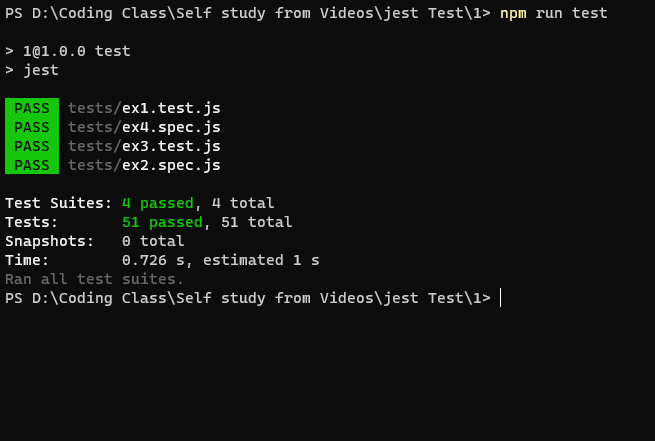 PS D:\Coding Class\Self study from Videos\jest Test\1> npm run test
> 1@1.0.0 test
> jest
PASS tests/ex1.test.js
PASS tests/ex4.spec.js
PASS tests/ex3.test.js
PASS tests/ex2.spec.js
Test Suites: 4 passed, 4 total
Tests: 51 passed, 51 total
Snapshots: 0 total
Time: 0.726 s, estimated 1 s
Ran all test suites.
PS D:\Coding Class\Self study from Videos\jest Test\1>